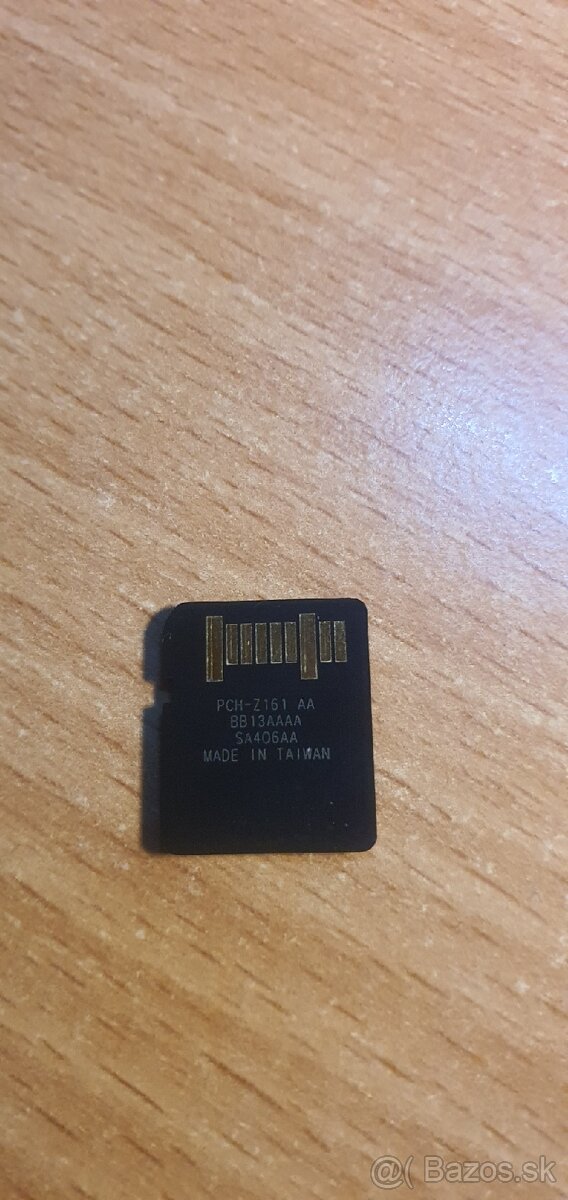 PCH-Z161 AA
BB13AAAA
SA406AA
MADE IN TAIWAN
@( Bazos.sk